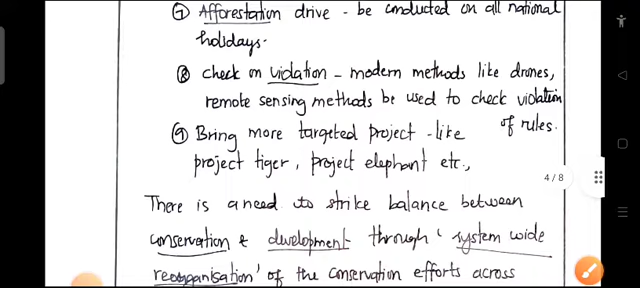 ⑦ Afforestation drive - be conducted on all national
holidays.
⑧ check on violation - modern methods like drones,
remote sensing methods be used to check violation
of rules.
⑨ Bring more targeted project - like
project tiger, project elephant etc.,
4/8
There is a need to strike balance between
conservation & development through 'system wide
reorganisation' of the conservation efforts across